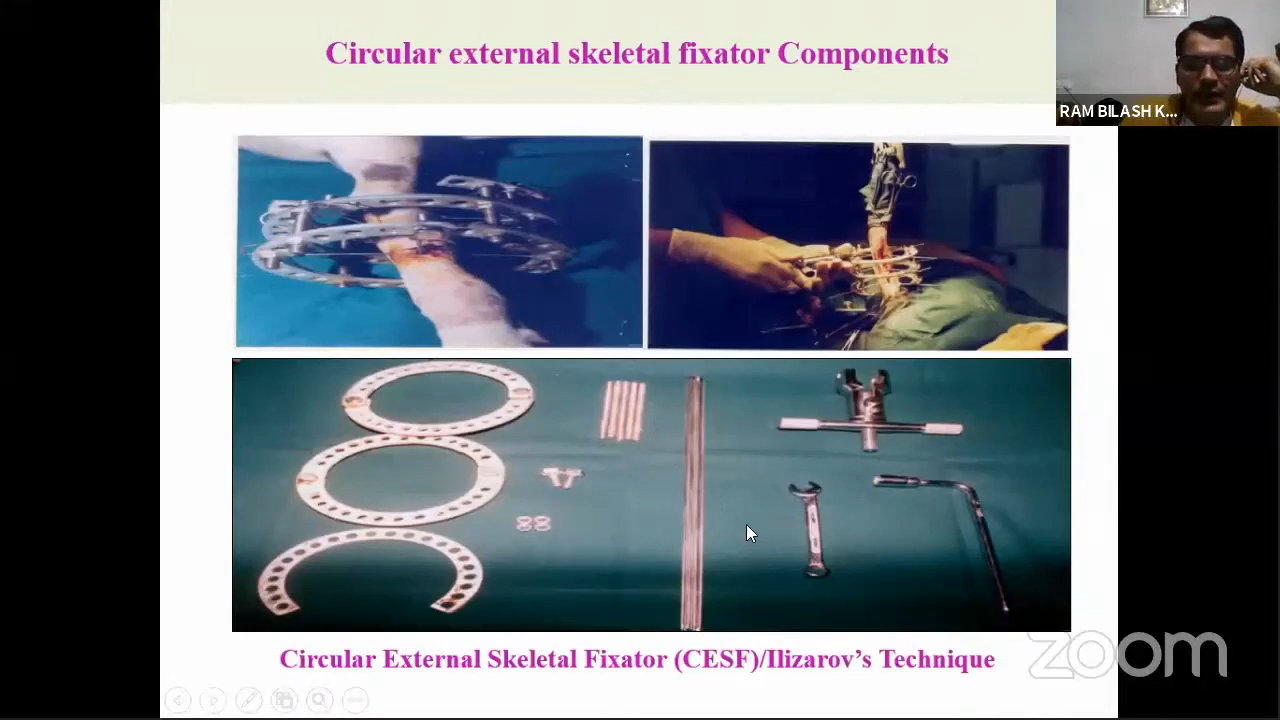 Circular external skeletal fixator Components
RAM BILASH K...
Circular External Skeletal Fixator (CESF)/Ilizarov’s Technique
zoom